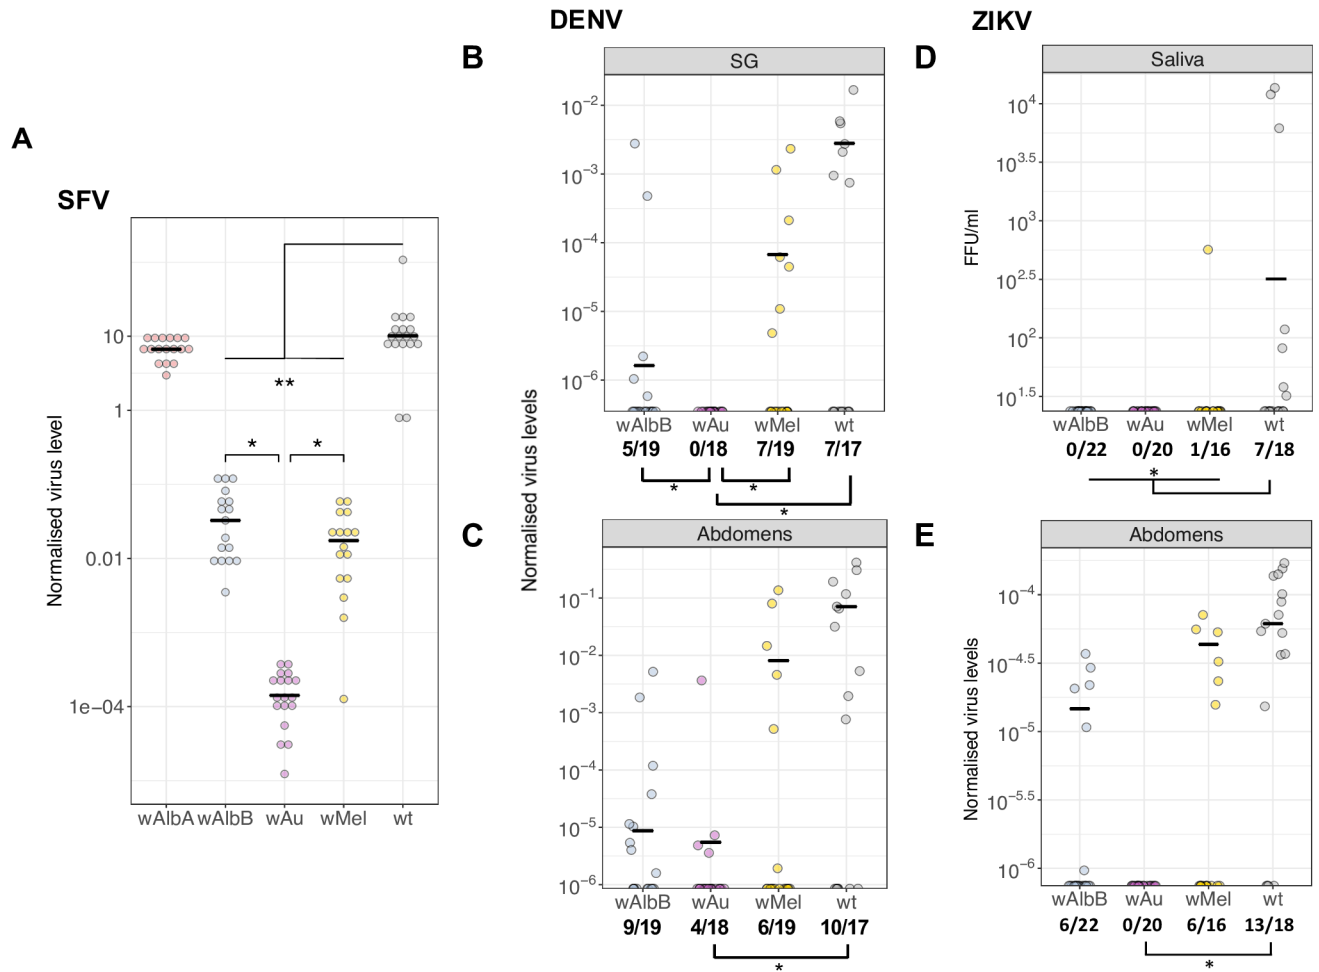 A
SFV
Normalised virus level
10
1
0.01
1e−04
**
*
*
wAlbA wAlbB wAu wMel wt
DENV
B
SG
10−2
10−3
10−4
10−5
10−6
wAlbB wAu wMel wt
5/19 0/18 7/19 7/17
*
*
*
Normalised virus levels
C
Abdomens
10−1
10−2
10−3
10−4
10−5
10−6
wAlbB wAu wMel wt
9/19 4/18 6/19 10/17
*
ZIKV
D
Saliva
FFU/ml
104
103.5
103
102.5
102
101.5
wAlbB wAu wMel wt
0/22 0/20 1/16 7/18
*
E
Abdomens
Normalised virus levels
10−4
10−4.5
10−5
10−5.5
10−6
wAlbB wAu wMel wt
6/22 0/20 6/16 13/18
*